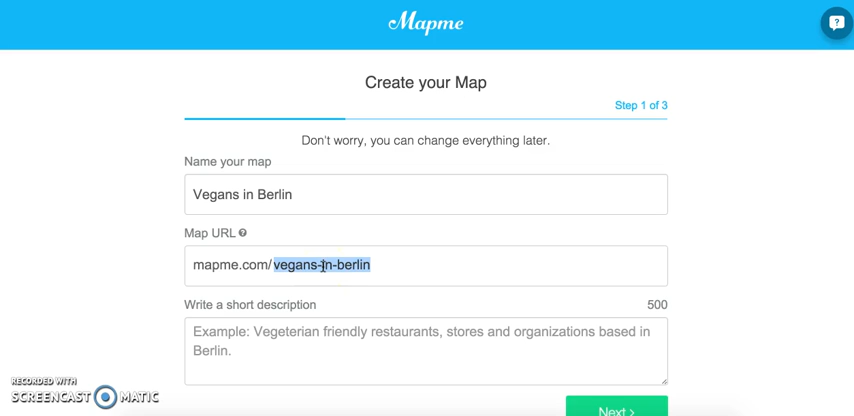 Mapme
?
Create your Map
Step 1 of 3
Don't worry, you can change everything later.
Name your map
Vegans in Berlin
Map URL ?
mapme.com/vegans-in-berlin
Write a short description 500
Example: Vegeterian friendly restaurants, stores and organizations based in
Berlin.
RECORDED WITH
SCREENCAST MATIC
Next >